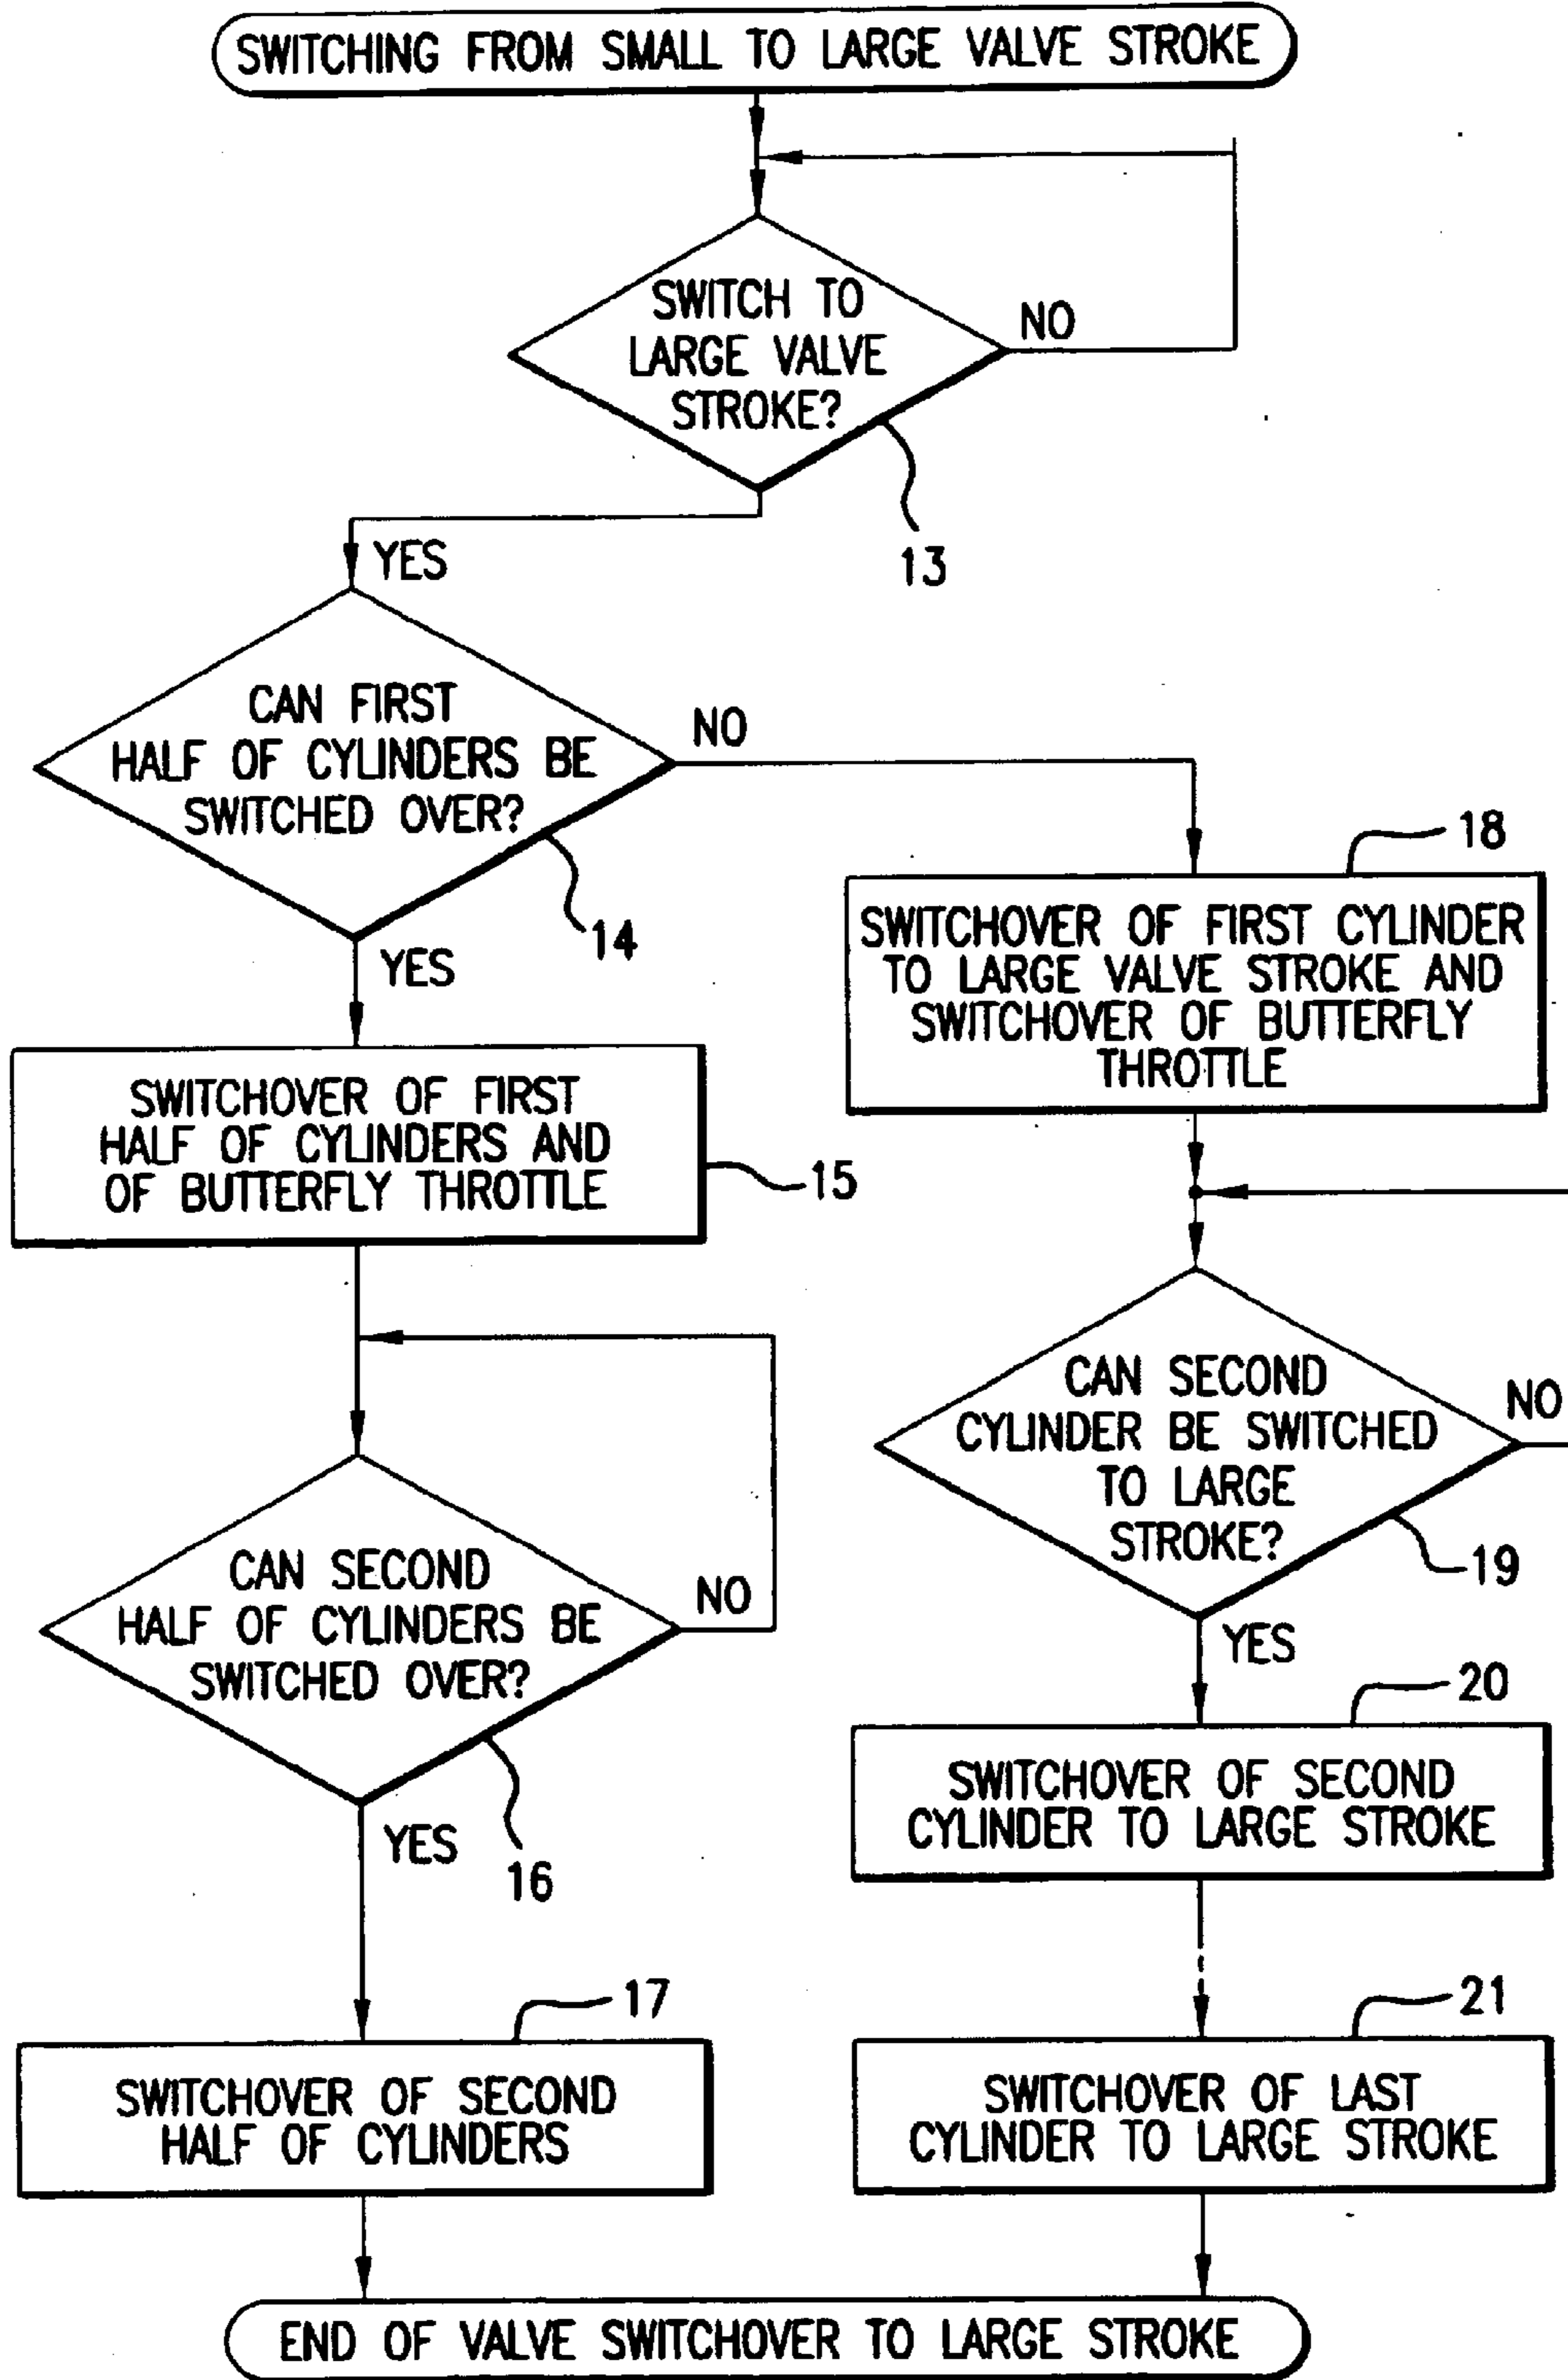 SWITCHING FROM SMALL TO LARGE VALVE STROKE
SWITCH TO
LARGE VALVE
STROKE?
NO
13
YES
CAN FIRST
HALF OF CYLINDERS BE
SWITCHED OVER?
NO
14
YES
SWITCHOVER OF FIRST
HALF OF CYLINDERS AND
OF BUTTERFLY THROTTLE
15
CAN SECOND
HALF OF CYLINDERS BE
SWITCHED OVER?
NO
16
YES
17
SWITCHOVER OF SECOND
HALF OF CYLINDERS
18
SWITCHOVER OF FIRST CYLINDER
TO LARGE VALVE STROKE AND
SWITCHOVER OF BUTTERFLY
THROTTLE
CAN SECOND
CYLINDER BE SWITCHED
TO LARGE
STROKE?
NO
19
YES
20
SWITCHOVER OF SECOND
CYLINDER TO LARGE STROKE
21
SWITCHOVER OF LAST
CYLINDER TO LARGE STROKE
END OF VALVE SWITCHOVER TO LARGE STROKE